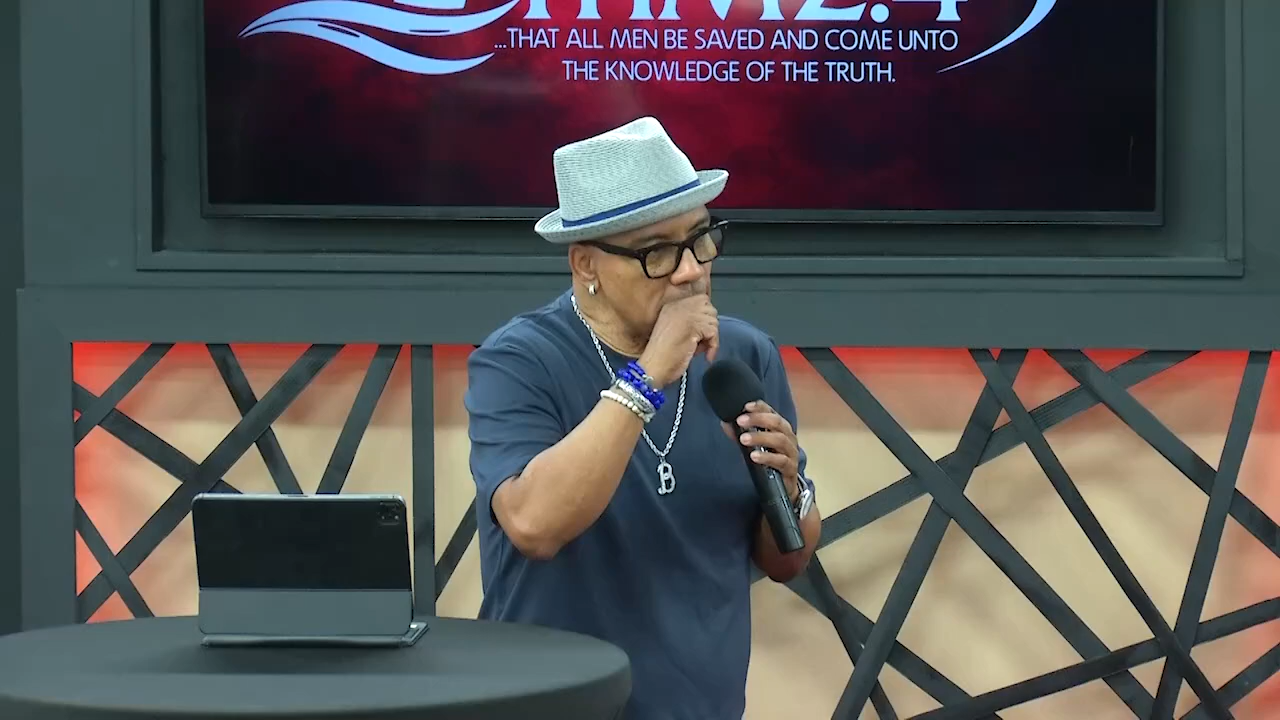 ...THAT ALL MEN BE SAVED AND COME UNTO
THE KNOWLEDGE OF THE TRUTH.
B